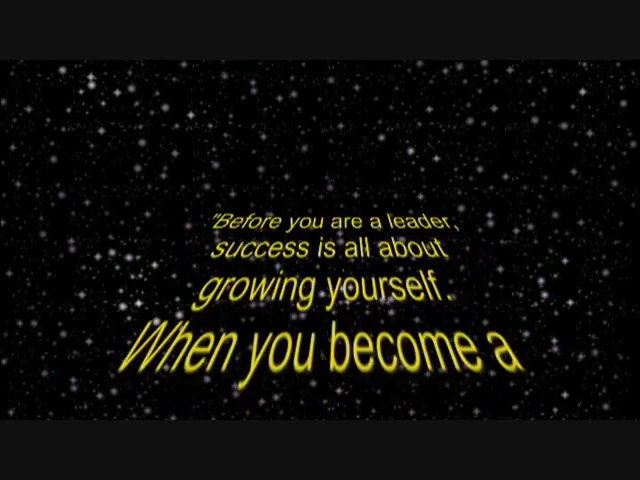 "Before you are a leader,
success is all about
growing yourself.
When you become a